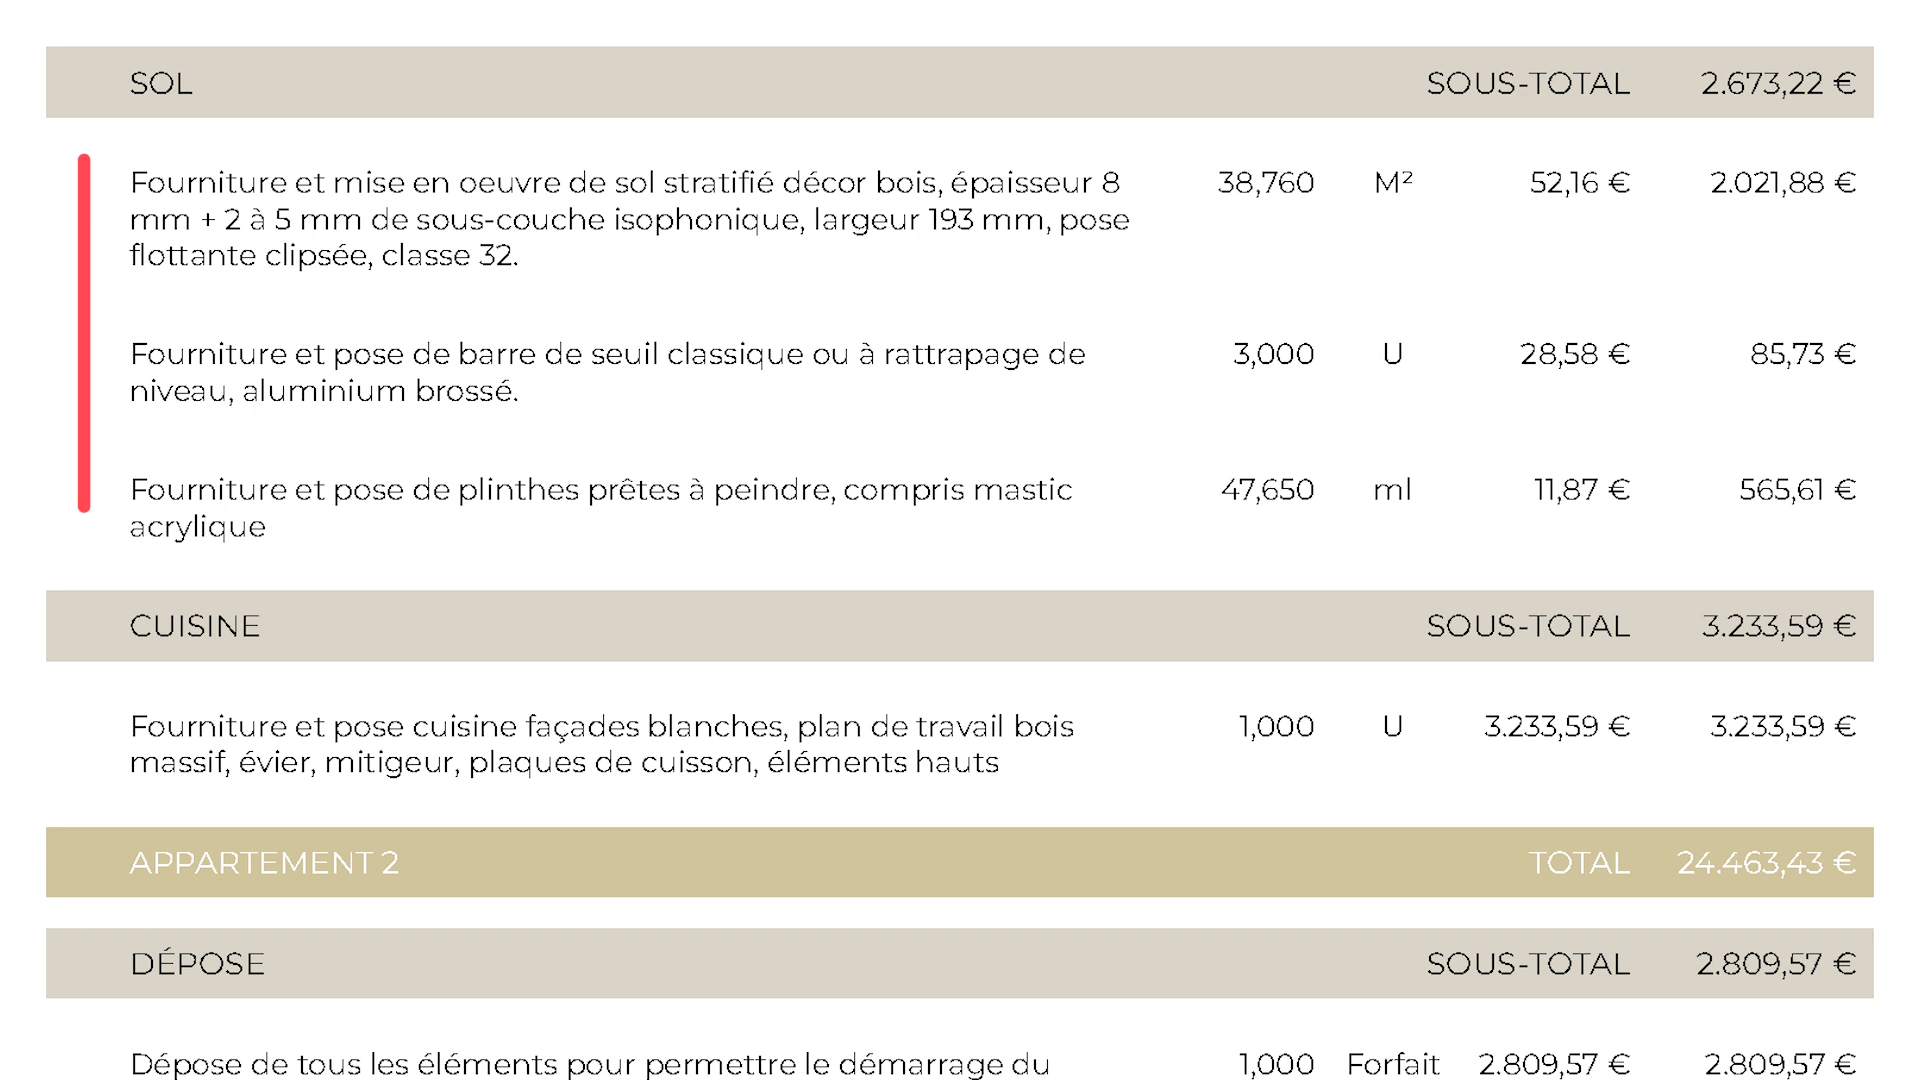 SOL SOUS-TOTAL 2.673,22 €
Fourniture et mise en oeuvre de sol stratifié décor bois, épaisseur 8 38,760 M² 52,16 € 2.021,88 €
mm + 2 à 5 mm de sous-couche isophonique, largeur 193 mm, pose
flottante clipsée, classe 32.
Fourniture et pose de barre de seuil classique ou à rattrapage de 3,000 U 28,58 € 85,73 €
niveau, aluminium brossé.
Fourniture et pose de plinthes prêtes à peindre, compris mastic 47,650 ml 11,87 € 565,61 €
acrylique
CUISINE SOUS-TOTAL 3.233,59 €
Fourniture et pose cuisine façades blanches, plan de travail bois 1,000 U 3.233,59 € 3.233,59 €
massif, évier, mitigeur, plaques de cuisson, éléments hauts
APPARTEMENT 2 TOTAL 24.463,43 €
DÉPOSE SOUS-TOTAL 2.809,57 €
Dépose de tous les éléments pour permettre le démarrage du 1,000 Forfait 2.809,57 € 2.809,57 €